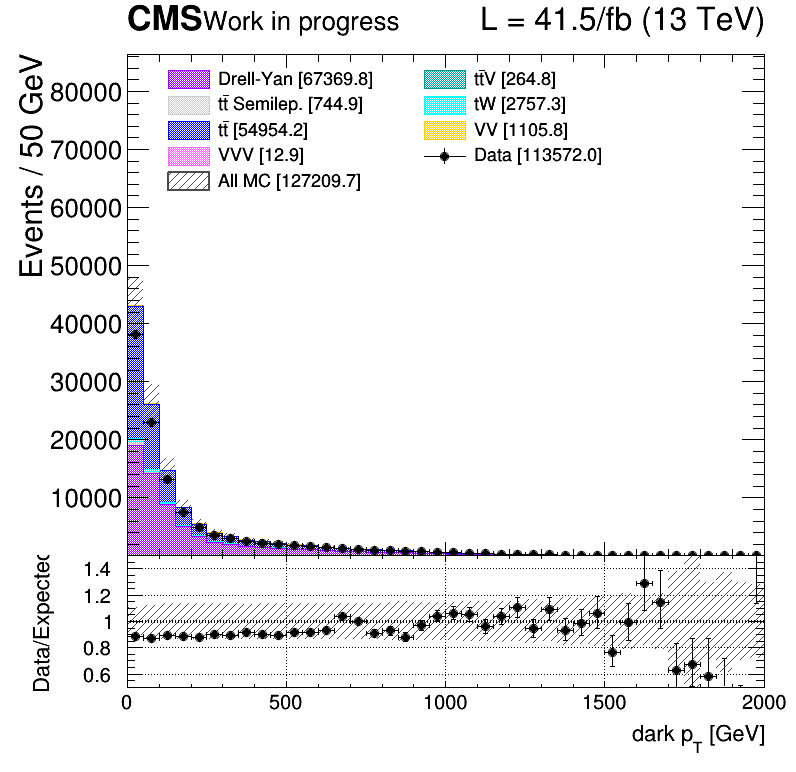 CMS Work in progress L = 41.5/fb (13 TeV)
Events / 50 GeV
80000
70000
60000
50000
40000
30000
20000
10000
Drell-Yan [67369.8]
tt̄ Semilep. [744.9]
tt̄ [54954.2]
VVV [12.9]
All MC [127209.7]
tt̄V [264.8]
tW [2757.3]
VV [1105.8]
Data [113572.0]
Data/Expected
1.4
1.2
1
0.8
0.6
0 500 1000 1500 2000
dark p_T [GeV]